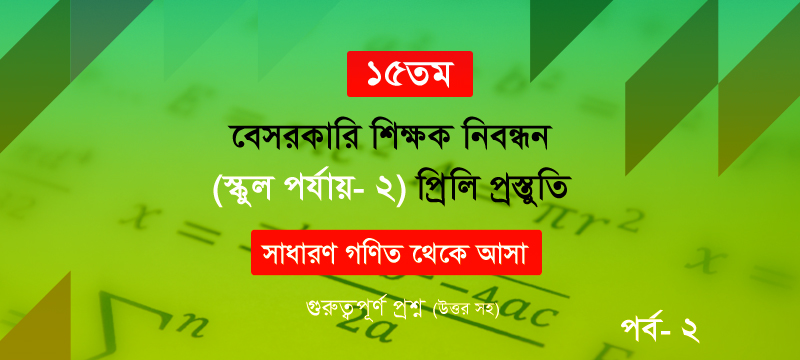 ১৫তম
বেসরকারি শিক্ষক নিবন্ধন
(স্কুল পর্যায়- ২) প্রিলি প্রস্তুতি
সাধারণ গণিত থেকে আসা
গুরুত্বপূর্ণ প্রশ্ন (উত্তর সহ)
পর্ব- ২